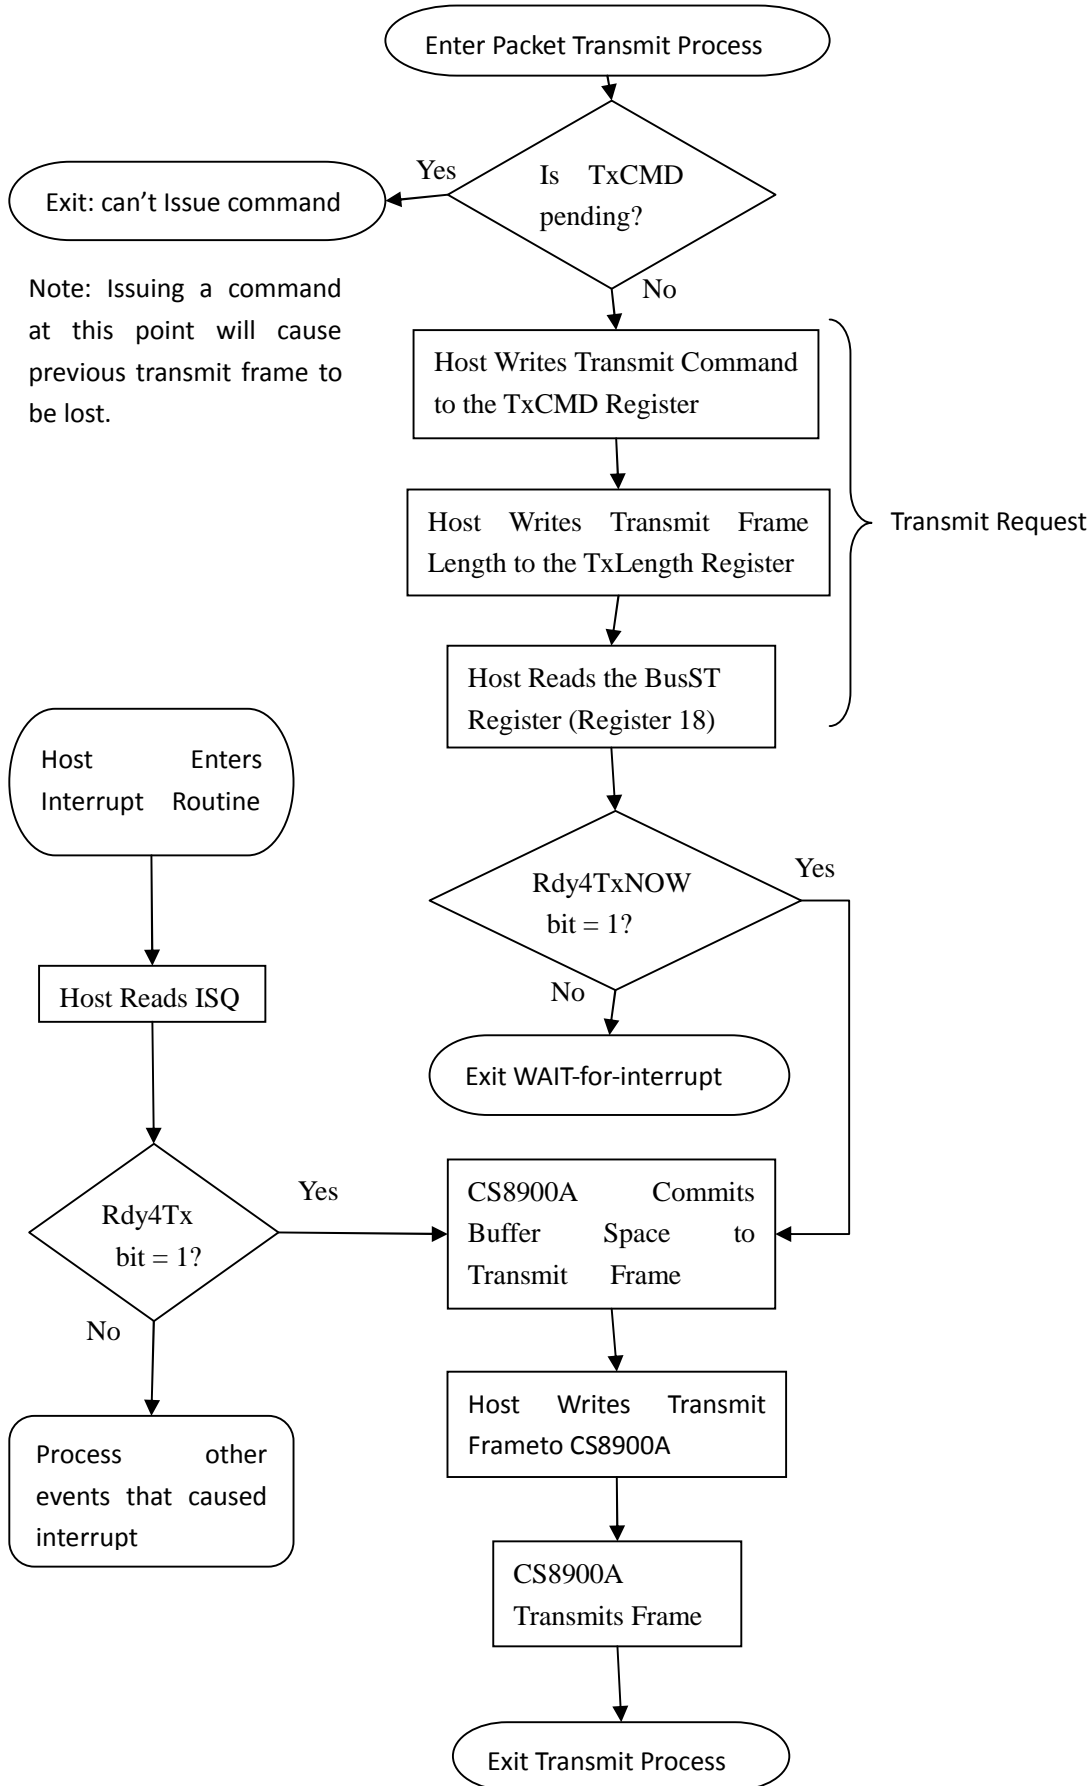 Enter Packet Transmit Process
Yes
Is TxCMD
pending?
Exit: can’t Issue command
No
Note: Issuing a command
at this point will cause
previous transmit frame to
be lost.
Host Writes Transmit Command
to the TxCMD Register
Host Writes Transmit Frame
Length to the TxLength Register
Transmit Request
Host Reads the BusST
Register (Register 18)
Host Enters
Interrupt Routine
Rdy4TxNOW
bit = 1?
Yes
No
Host Reads ISQ
Exit WAIT-for-interrupt
Rdy4Tx
bit = 1?
Yes
No
CS8900A Commits
Buffer Space to
Transmit Frame
Process other
events that caused
interrupt
Host Writes Transmit
Frameto CS8900A
CS8900A
Transmits Frame
Exit Transmit Process